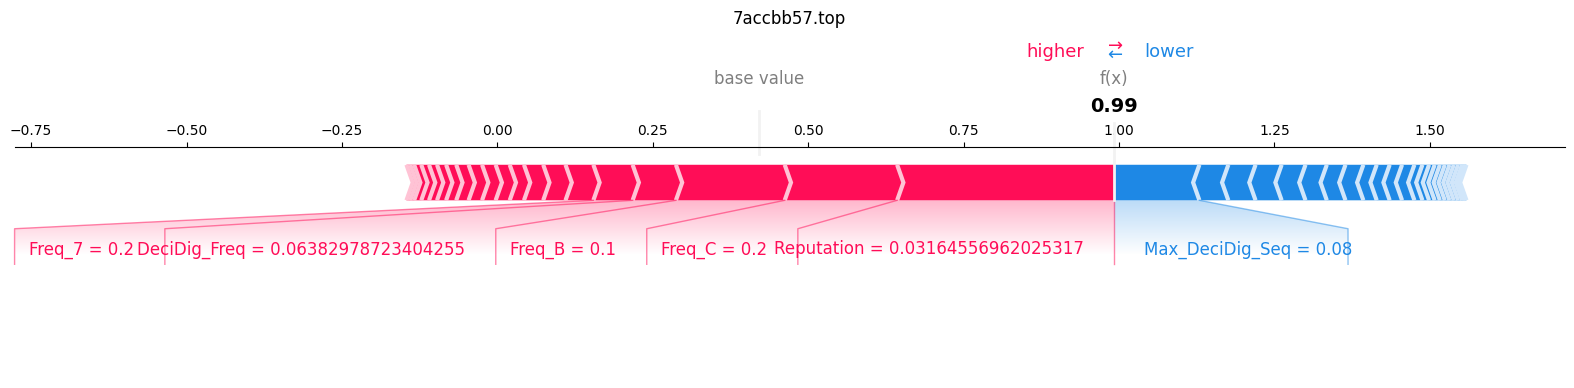 7accbb57.top
higher ⇄ lower
base value f(x)
0.99
−0.75 −0.50 −0.25 0.00 0.25 0.50 0.75 1.00 1.25 1.50
Freq_7 = 0.2 DeciDig_Freq = 0.06382978723404255 Freq_B = 0.1 Freq_C = 0.2 Reputation = 0.03164556962025317 Max_DeciDig_Seq = 0.08